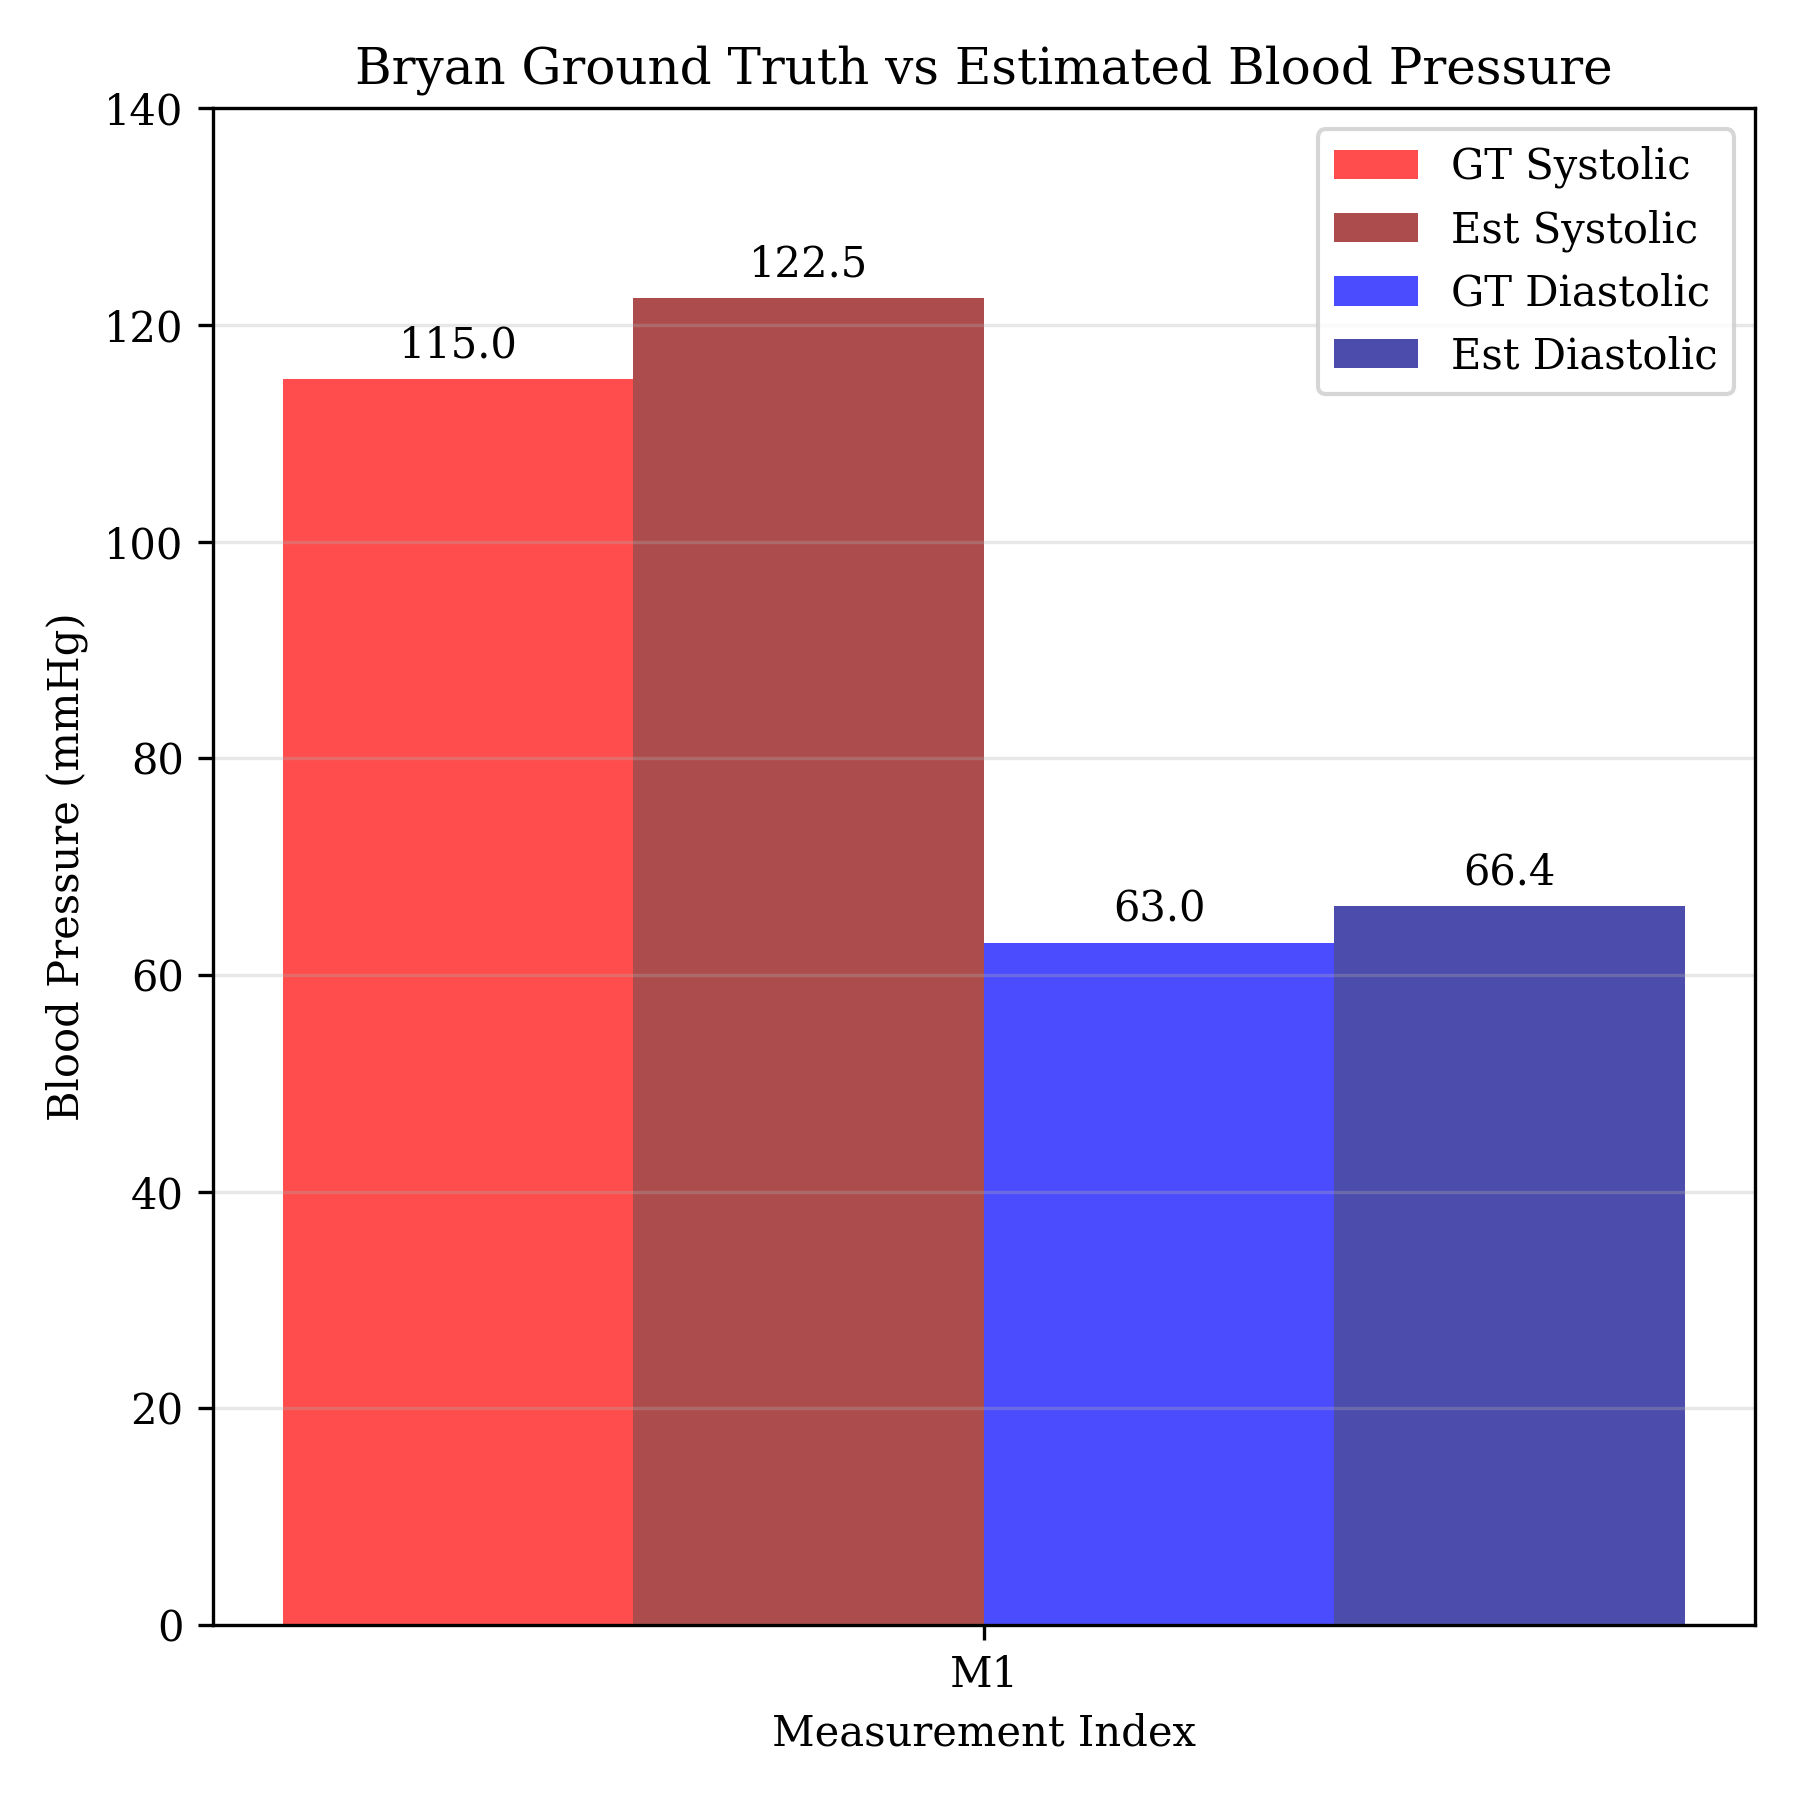 Bryan Ground Truth vs Estimated Blood Pressure
140
120
100
80
60
40
20
0
Blood Pressure (mmHg)
115.0
122.5
63.0
66.4
GT Systolic
Est Systolic
GT Diastolic
Est Diastolic
M1
Measurement Index